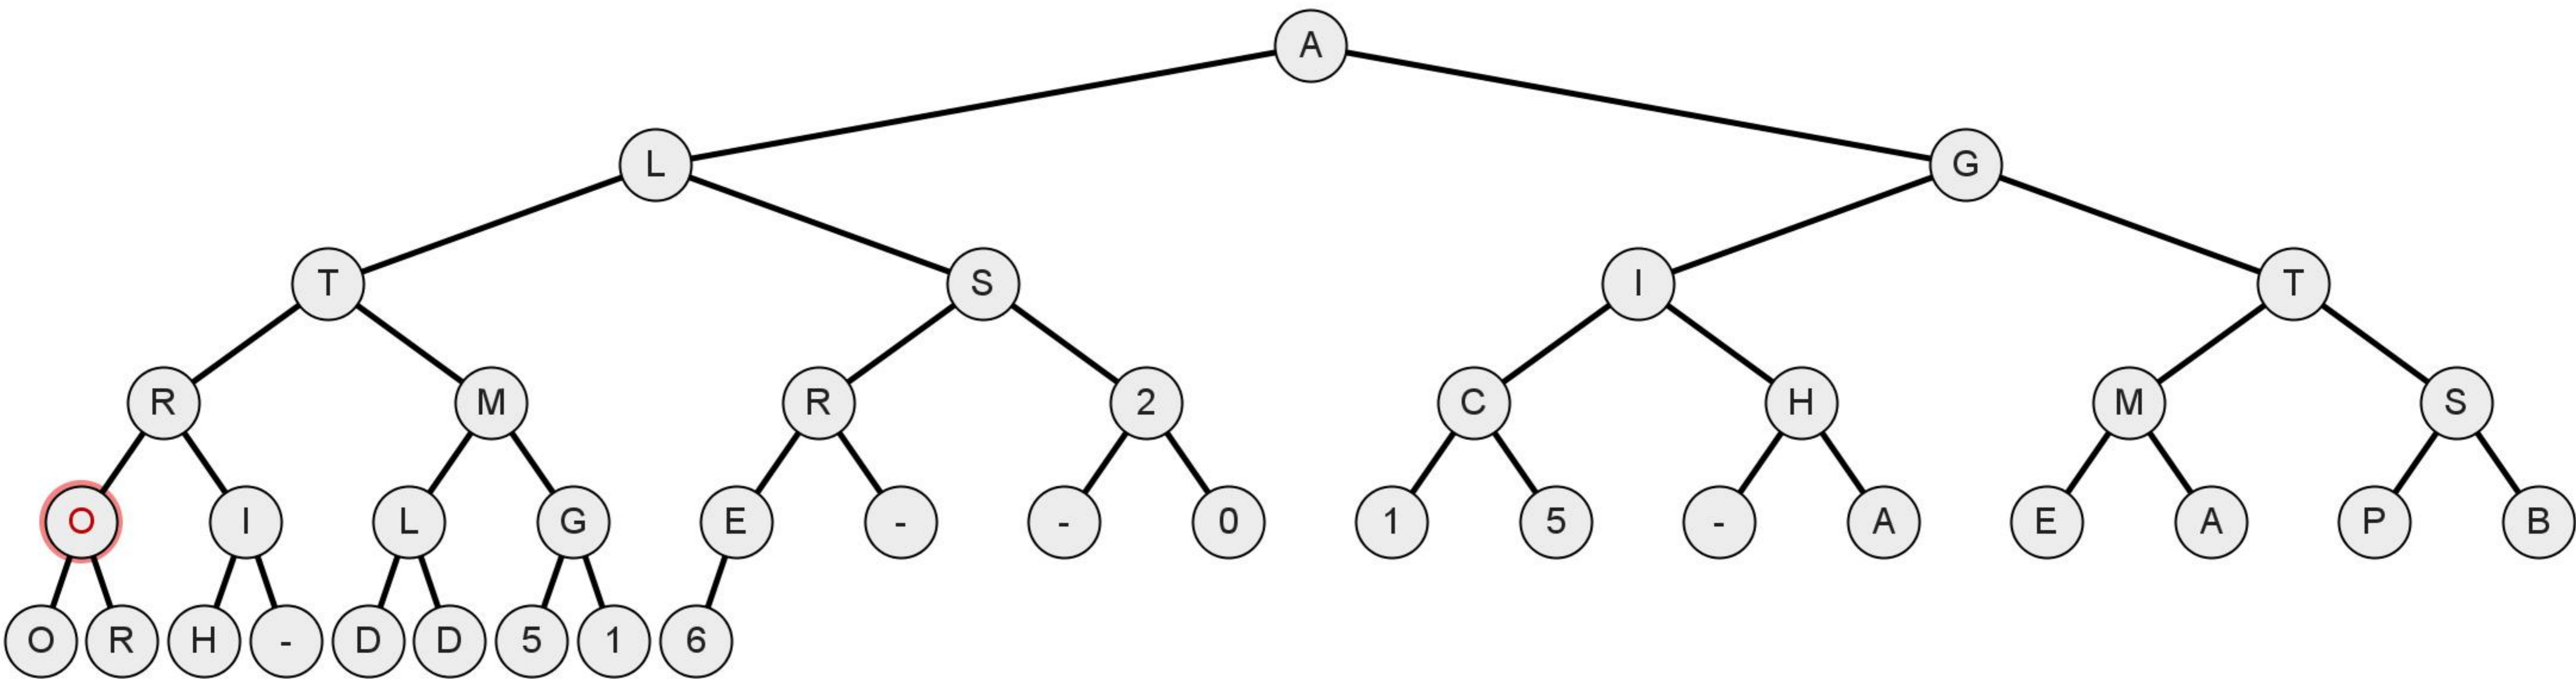 A
L G
T S I T
R M R 2 C H M S
O I L G E - - 0 1 5 - A E A P B
O R H - D D 5 1 6